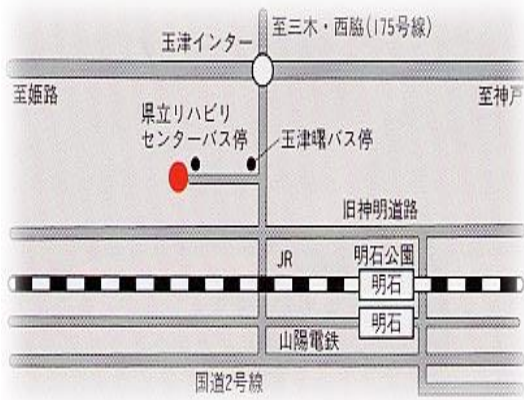 至三木・西脇(175号線)
玉津インター
至姫路
至神戸
県立リハビリ
センターバス停
玉津曙バス停
旧神明道路
JR
明石公園
明石
明石
山陽電鉄
国道2号線